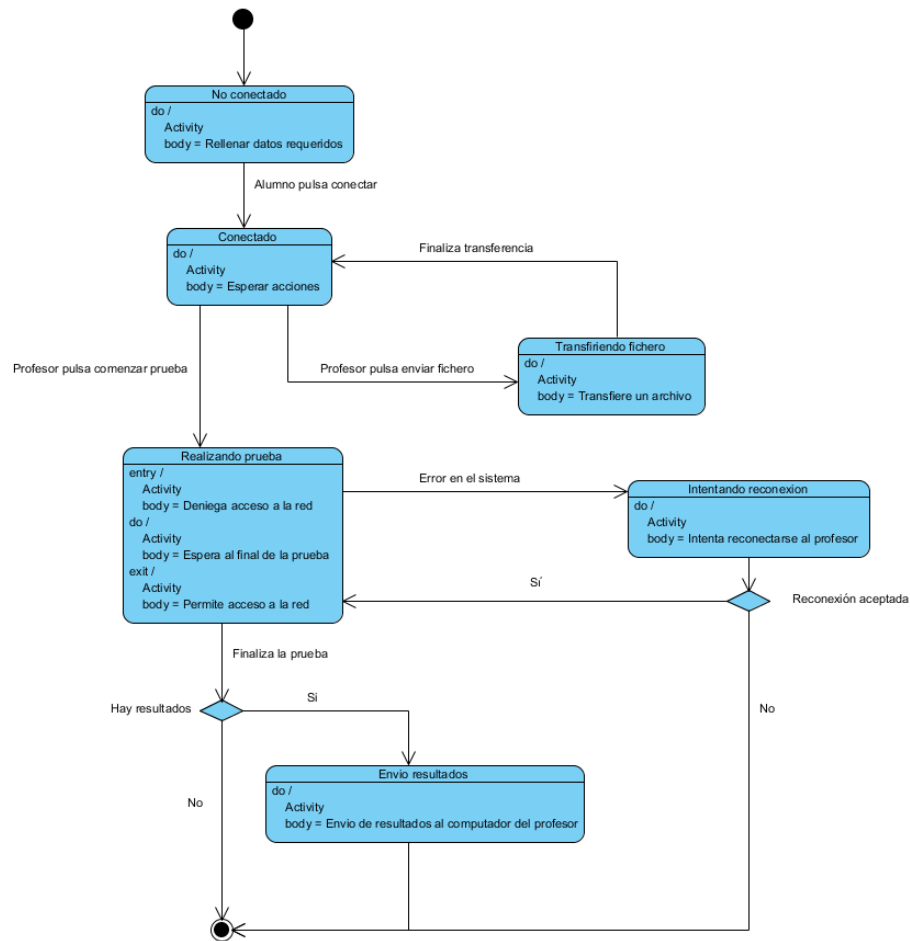 No conectado
do /
Activity
body = Rellenar datos requeridos
Alumno pulsa conectar
Conectado
do /
Activity
body = Esperar acciones
Finaliza transferencia
Profesor pulsa comenzar prueba
Profesor pulsa enviar fichero
Transfiriendo fichero
do /
Activity
body = Transfiere un archivo
Realizando prueba
entry /
Activity
body = Deniega acceso a la red
do /
Activity
body = Espera al final de la prueba
exit /
Activity
body = Permite acceso a la red
Error en el sistema
Intentando reconexion
do /
Activity
body = Intenta reconectarse al profesor
Sí
Reconexión aceptada
Finaliza la prueba
Hay resultados
Si
No
Envio resultados
do /
Activity
body = Envio de resultados al computador del profesor
No